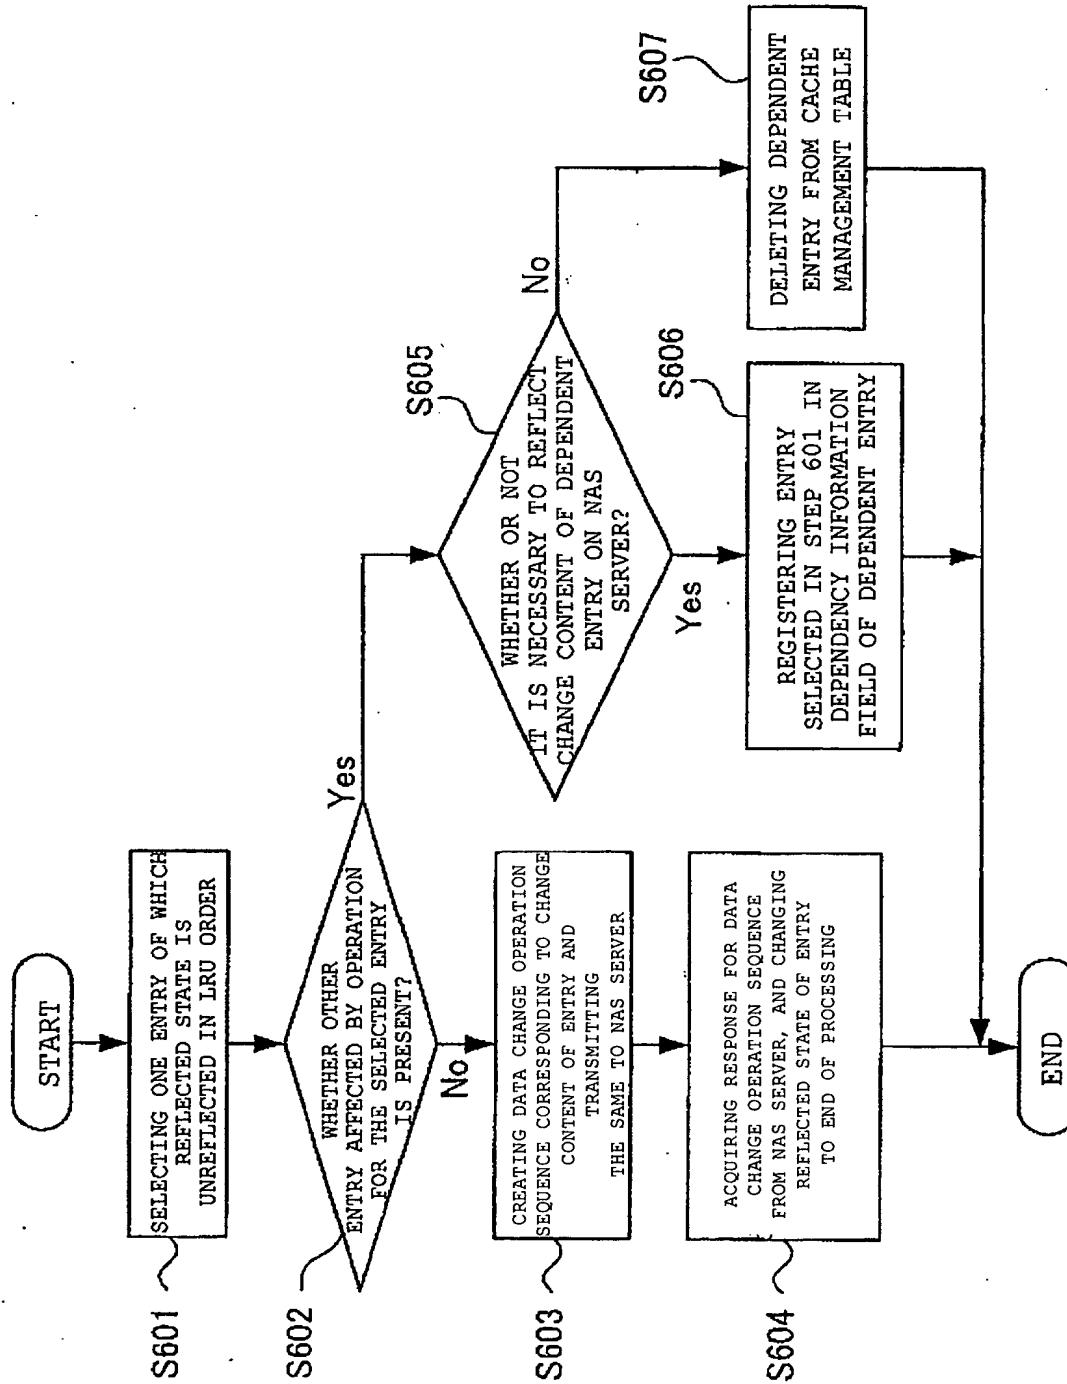 START
S601
SELECTING ONE ENTRY OF WHICH
REFLECTED STATE IS
UNREFLECTED IN LRU ORDER
S602
WHETHER OTHER
ENTRY AFFECTED BY OPERATION
FOR THE SELECTED ENTRY
IS PRESENT?
Yes
No
S603
CREATING DATA CHANGE OPERATION
SEQUENCE CORRESPONDING TO CHANGE
CONTENT OF ENTRY AND
TRANSMITTING
THE SAME TO NAS SERVER
S604
ACQUIRING RESPONSE FOR DATA
CHANGE OPERATION SEQUENCE
FROM NAS SERVER, AND CHANGING
REFLECTED STATE OF ENTRY
TO END OF PROCESSING
S605
WHETHER OR NOT
IT IS NECESSARY TO REFLECT
CHANGE CONTENT OF DEPENDENT
ENTRY ON NAS
SERVER?
No
Yes
S606
REGISTERING ENTRY
SELECTED IN STEP 601 IN
DEPENDENCY INFORMATION
FIELD OF DEPENDENT ENTRY
S607
DELETING DEPENDENT
ENTRY FROM CACHE
MANAGEMENT TABLE
END